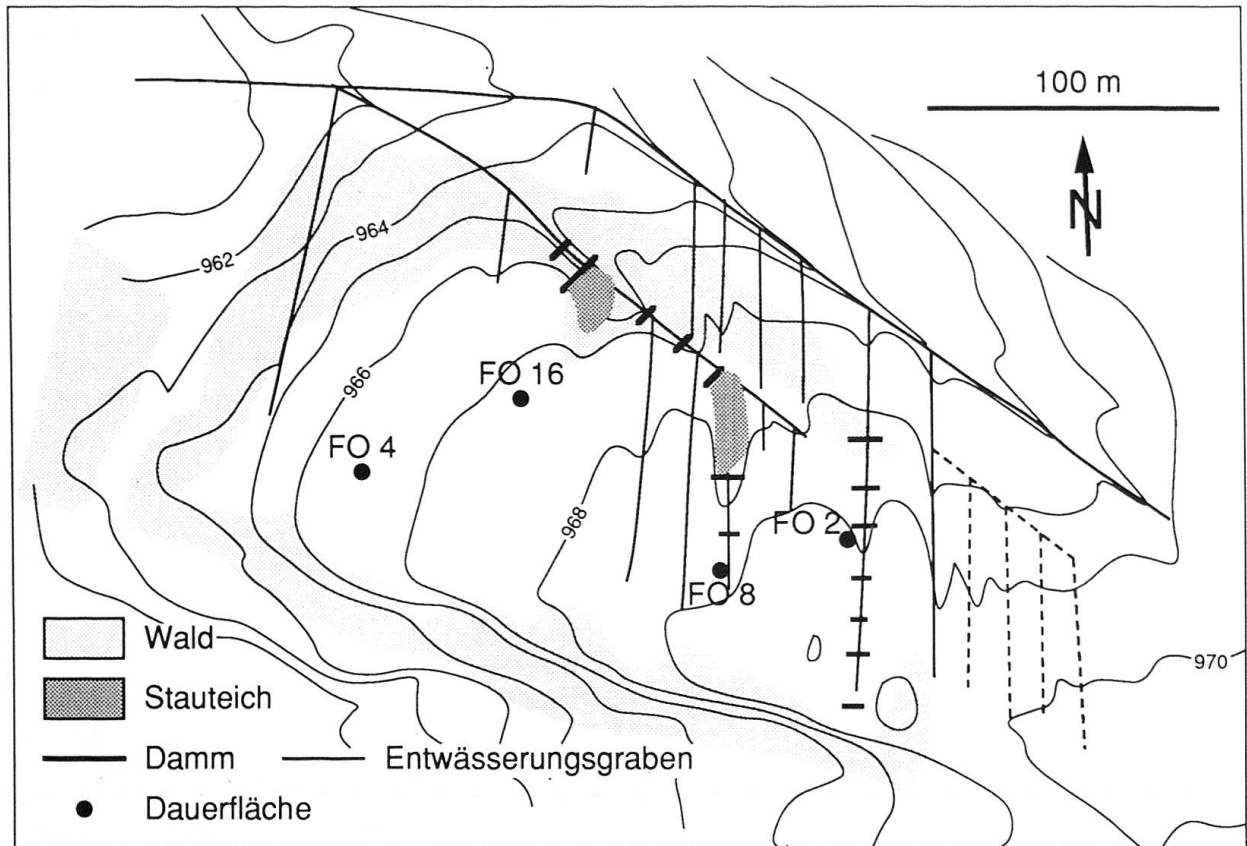 100 m
N
962
964
966
FO 16
FO 4
968
FO 2
FO 8
970
Wald
Stauteich
Damm
Entwässerungsgraben
Dauerfläche